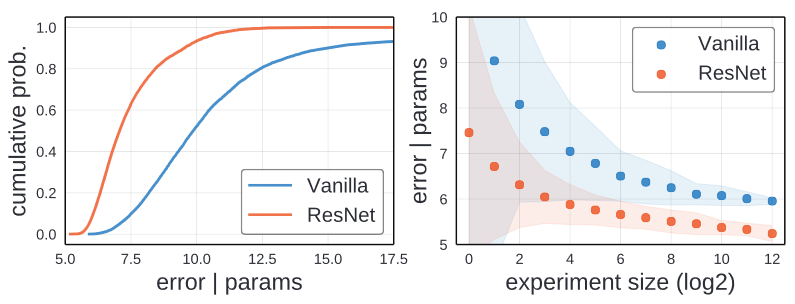 cumulative prob.
1.0
0.8
0.6
0.4
0.2
0.0
Vanilla
ResNet
5.0 7.5 10.0 12.5 15.0 17.5
error | params
error | params
10
9
8
7
6
5
Vanilla
ResNet
0 2 4 6 8 10 12
experiment size (log2)